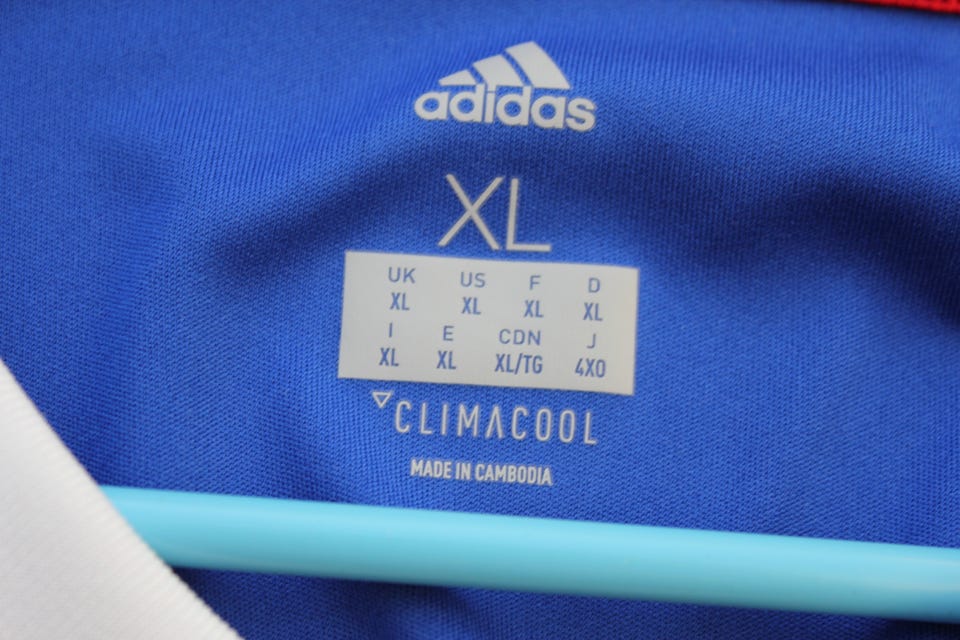 adidas
XL
UK US F D
XL XL XL XL
I E CDN J
XL XL XL/TG 4XO
CLIMACOOL
MADE IN CAMBODIA